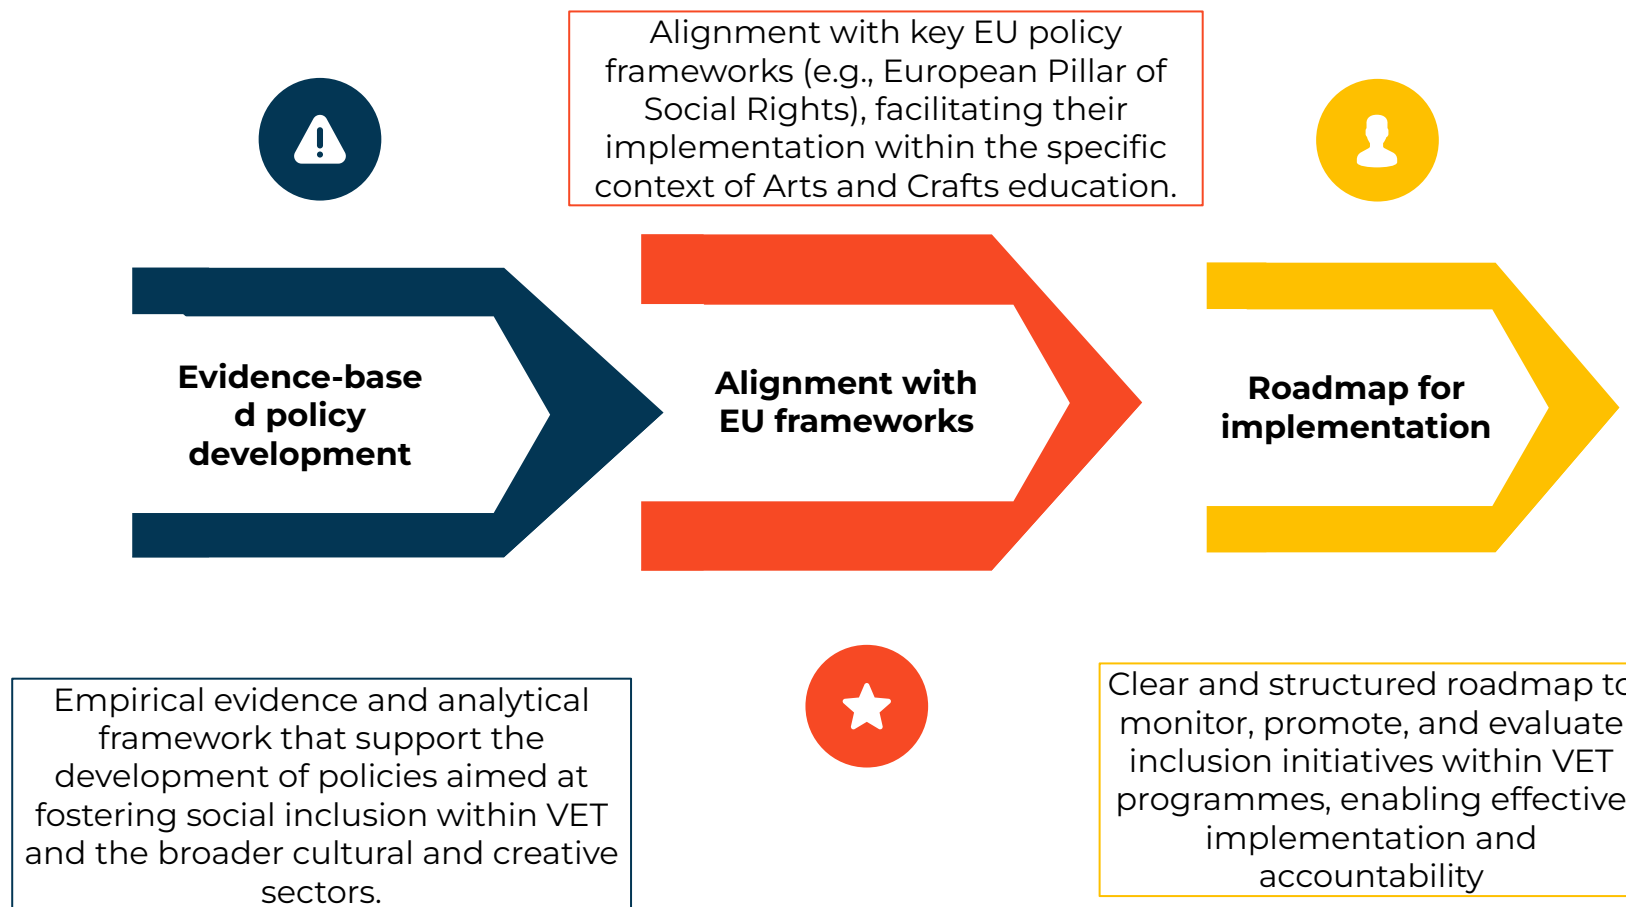 Alignment with key EU policy
frameworks (e.g., European Pillar of
Social Rights), facilitating their
implementation within the specific
context of Arts and Crafts education.
Evidence-base
d policy
development
Alignment with
EU frameworks
Roadmap for
implementation
Empirical evidence and analytical
framework that support the
development of policies aimed at
fostering social inclusion within VET
and the broader cultural and creative
sectors.
Clear and structured roadmap to
monitor, promote, and evaluate
inclusion initiatives within VET
programmes, enabling effective
implementation and
accountability